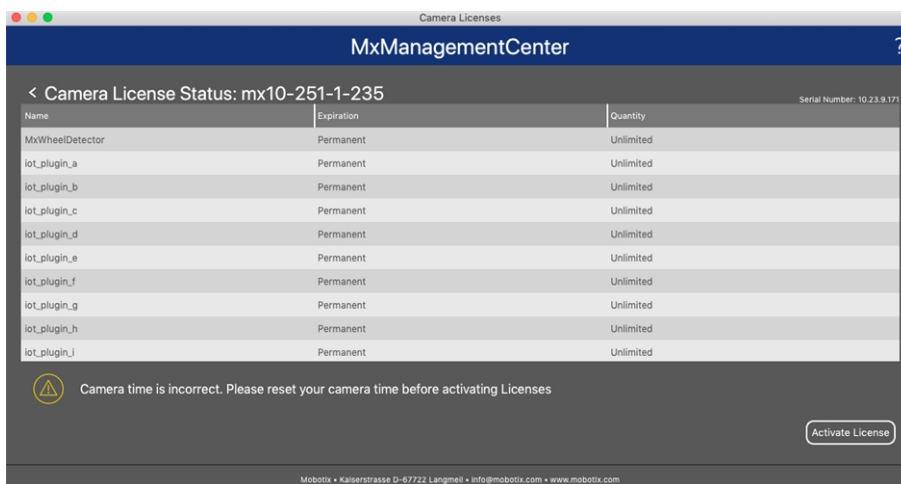 Camera Licenses
MxManagementCenter
?
< Camera License Status: mx10-251-1-235
Serial Number: 10.23.9.171
Name Expiration Quantity
MxWheelDetector Permanent Unlimited
iot_plugin_a Permanent Unlimited
iot_plugin_b Permanent Unlimited
iot_plugin_c Permanent Unlimited
iot_plugin_d Permanent Unlimited
iot_plugin_e Permanent Unlimited
iot_plugin_f Permanent Unlimited
iot_plugin_g Permanent Unlimited
iot_plugin_h Permanent Unlimited
iot_plugin_i Permanent Unlimited
Camera time is incorrect. Please reset your camera time before activating Licenses
Activate License
Mobotix • Kaiserstrasse D-67722 Langmeil • info@mobotix.com • www.mobotix.com